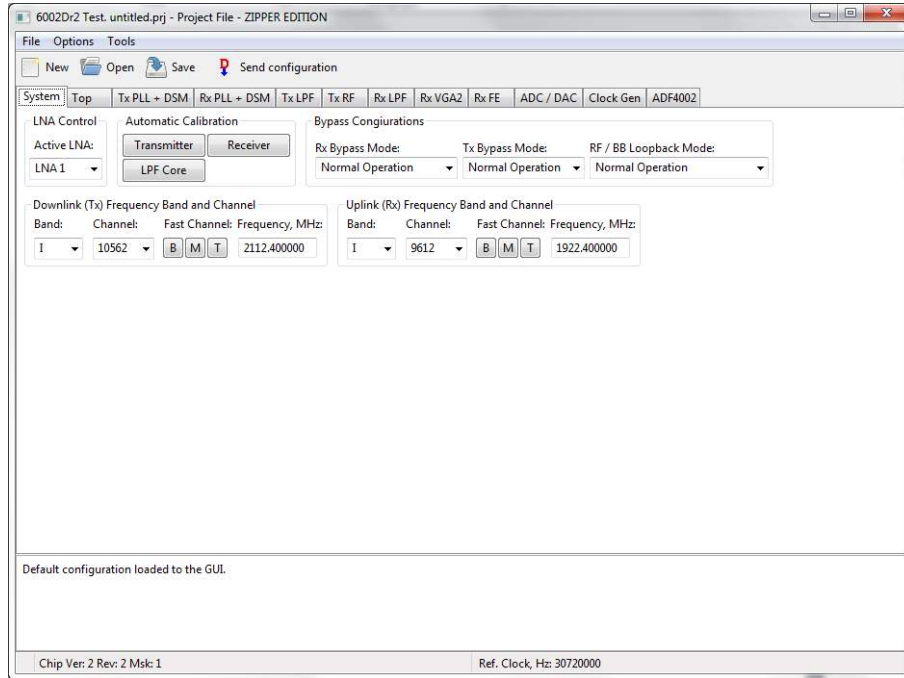 6002Dr2 Test. untitled.prj - Project File - ZIPPER EDITION
File Options Tools
New Open Save Send configuration
System Top Tx PLL + DSM Rx PLL + DSM Tx LPF Tx RF Rx LPF Rx VGA2 Rx FE ADC / DAC Clock Gen ADF4002
LNA Control Automatic Calibration Bypass Congiurations
Active LNA: Transmitter Receiver Rx Bypass Mode: Tx Bypass Mode: RF / BB Loopback Mode:
LNA 1 LPF Core Normal Operation Normal Operation Normal Operation
Downlink (Tx) Frequency Band and Channel Uplink (Rx) Frequency Band and Channel
Band: Channel: Fast Channel: Frequency, MHz: Band: Channel: Fast Channel: Frequency, MHz:
I 10562 B M T 2112.400000 I 9612 B M T 1922.400000
Default configuration loaded to the GUI.
Chip Ver: 2 Rev: 2 Msk: 1 Ref. Clock, Hz: 30720000